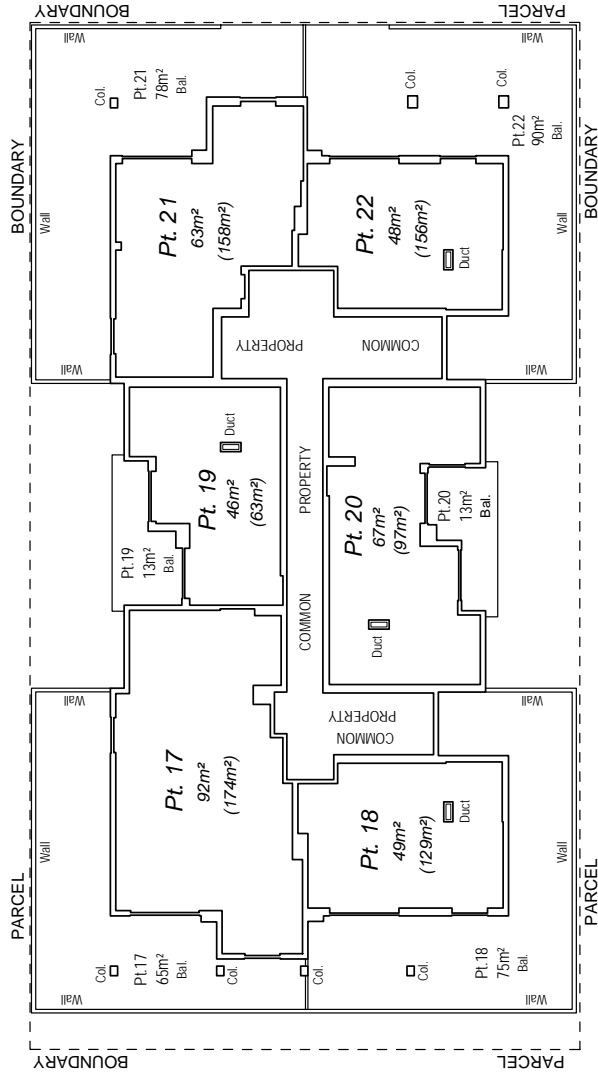 BOUNDARY
PARCEL
Wall
Wall
Col.
Pt.21
78m²
Bal.
Col.
Col.
Pt.22
90m²
Bal.
BOUNDARY
BOUNDARY
Wall
Wall
Pt. 21
63m²
(158m²)
Pt. 22
48m²
(156m²)
Duct
PROPERTY
COMMON
Wall
Wall
Duct
Pt. 19
46m²
(63m²)
PROPERTY
Pt. 20
67m²
(97m²)
Pt.20
13m²
Bal.
Pt.19
13m²
Bal.
COMMON
Duct
Wall
Wall
PROPERTY
COMMON
Pt. 17
92m²
(174m²)
Pt. 18
49m²
(129m²)
Duct
Wall
Wall
PARCEL
PARCEL
Col.
Pt.17
65m²
Bal.
Col.
Col.
Col.
Pt.18
75m²
Bal.
Wall
Wall
BOUNDARY
PARCEL